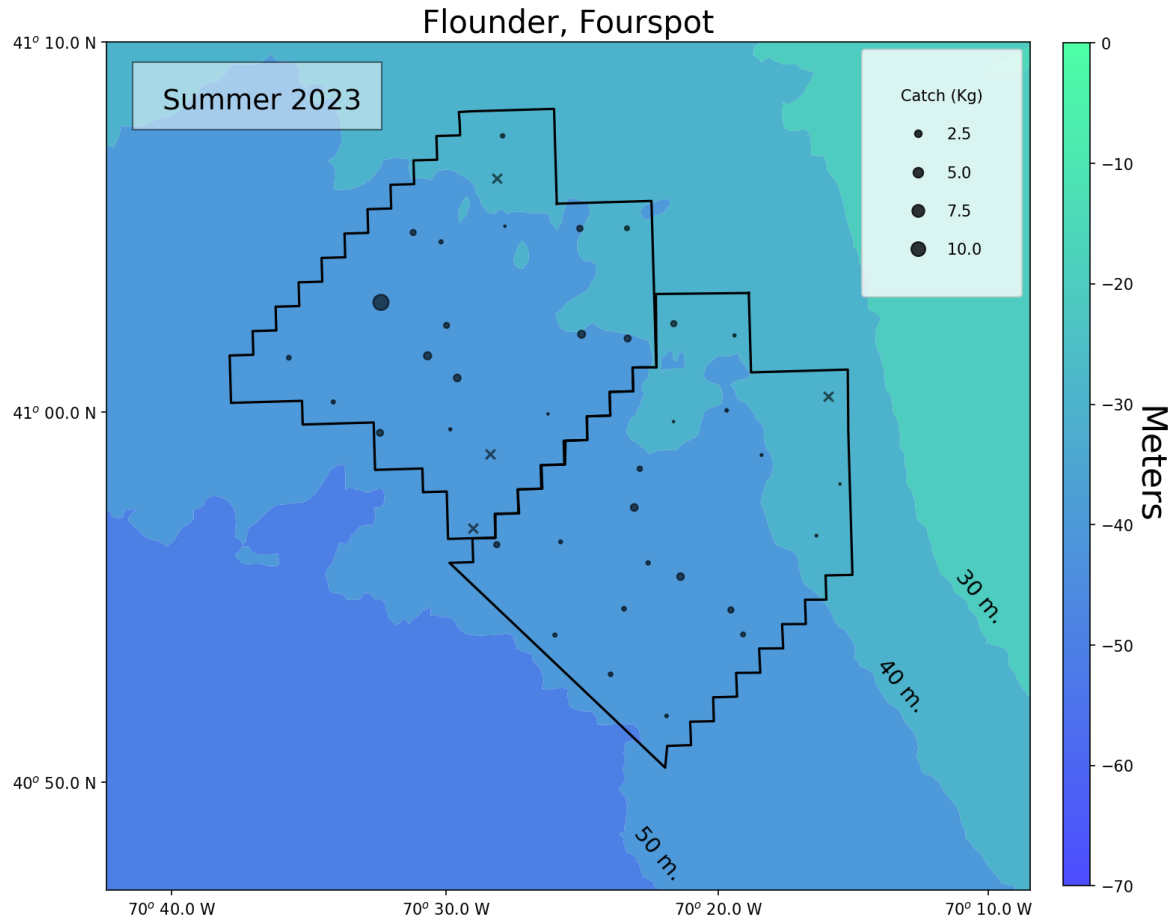 Flounder, Fourspot
41° 10.0 N
41° 00.0 N
40° 50.0 N
Summer 2023
Catch (Kg)
2.5
5.0
7.5
10.0
30 m.
40 m.
50 m.
70° 40.0 W
70° 30.0 W
70° 20.0 W
70° 10.0 W
0
−10
−20
−30
−40
−50
−60
−70
Meters